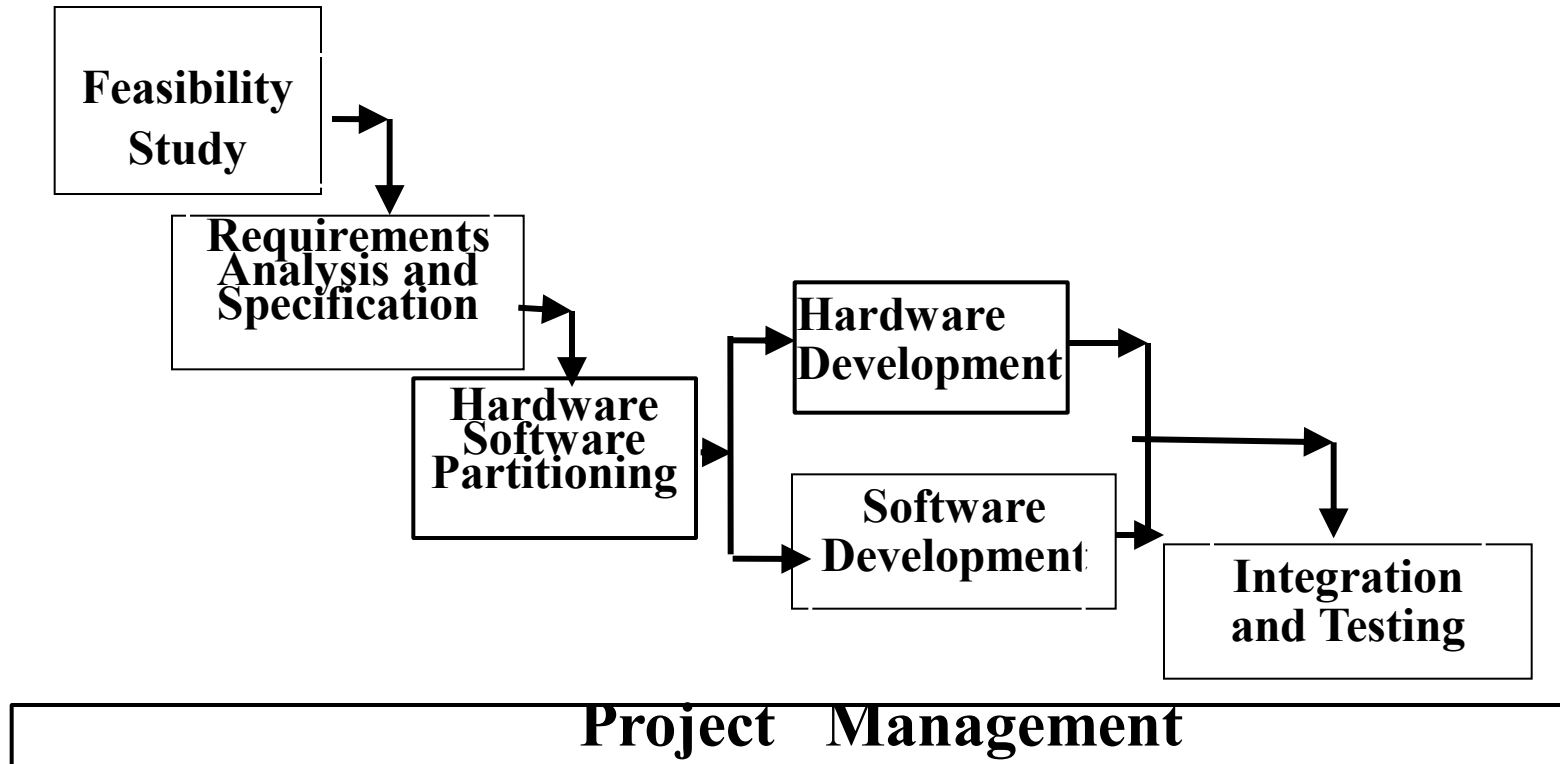 Feasibility
Study
Requirements
Analysis and
Specification
Hardware
Software
Partitioning
Hardware
Development
Software
Development
Integration
and Testing
Project Management